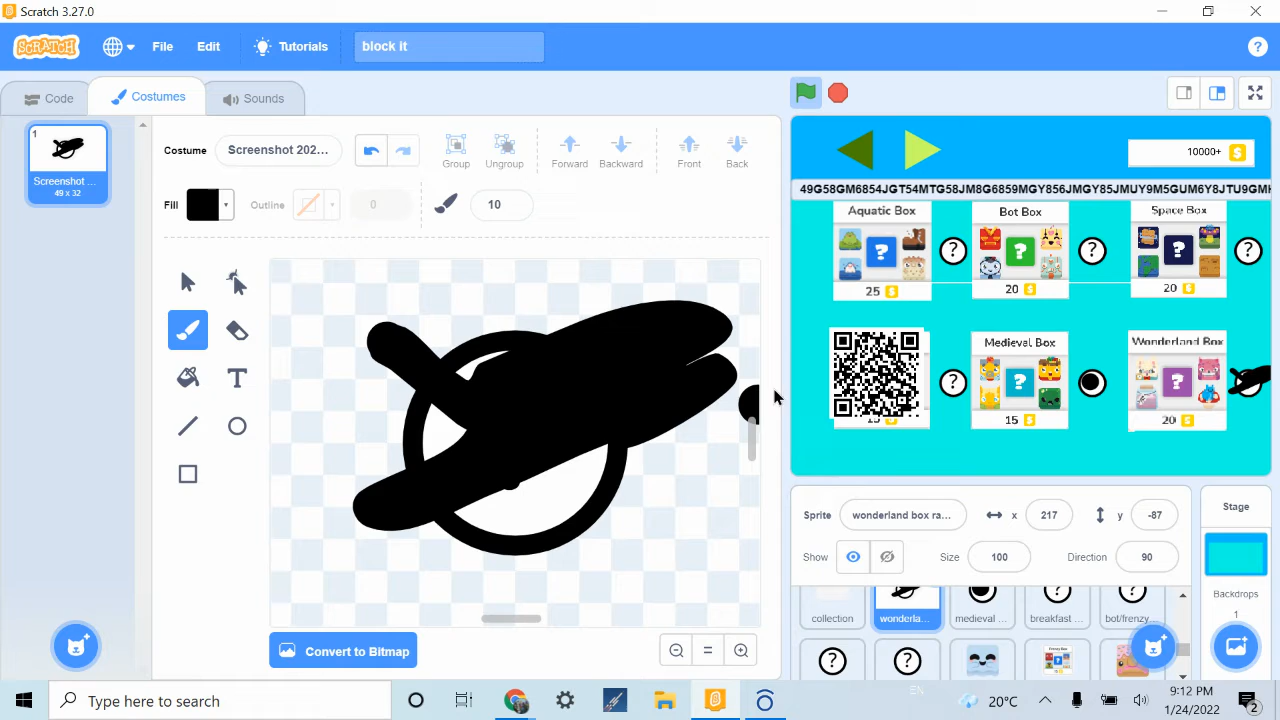 Scratch 3.27.0
SCRATCH
File
Edit
Tutorials
block it
Code
Costumes
Sounds
1
Screenshot ...
49 x 32
Costume
Screenshot 202...
Group
Ungroup
Forward
Backward
Front
Back
Fill
Outline
0
10
Convert to Bitmap
10000+ $
Aquatic Box
Bot Box
Space Box
?
?
?
?
?
?
25 $
20 $
20 $
Medieval Box
Wonderland Box
?
?
?
15 $
20 $
Sprite
wonderland box ra...
x
217
y
-87
Show
Size
100
Direction
90
Stage
Backdrops
1
collection
wonderla...
medieval ...
breakfast ...
bot/frenzy...
?
?
Type here to search
20°C
EN
9:12 PM
1/24/2022
2